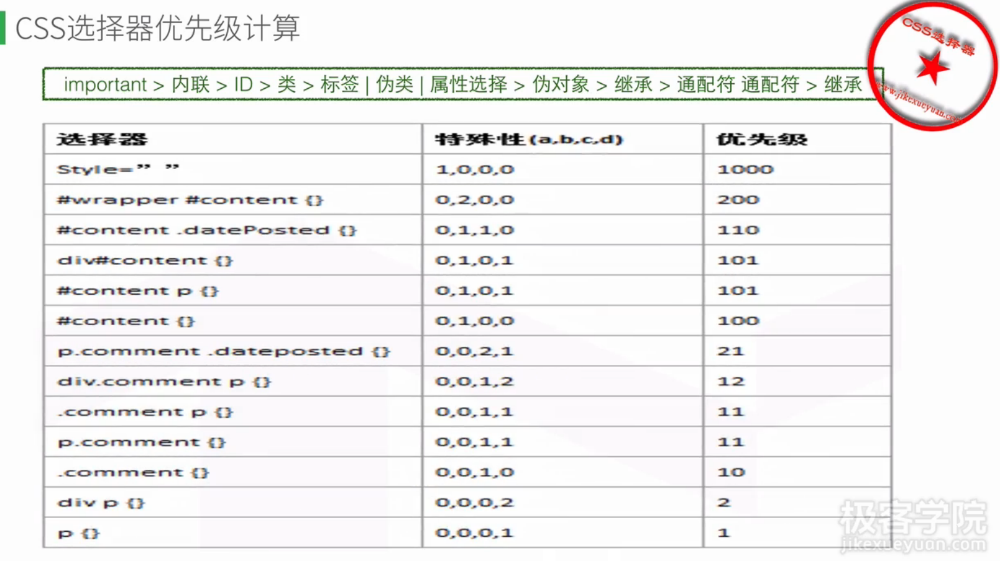 CSS选择器优先级计算
CSS选择器
important > 内联 > ID > 类 > 标签 | 伪类 | 属性选择 > 伪对象 > 继承 > 通配符 通配符 > 继承
www.jikexueyuan.com
选择器 特殊性(a,b,c,d) 优先级
Style=” ” 1,0,0,0 1000
#wrapper #content {} 0,2,0,0 200
#content .datePosted {} 0,1,1,0 110
div#content {} 0,1,0,1 101
#content p {} 0,1,0,1 101
#content {} 0,1,0,0 100
p.comment .dateposted {} 0,0,2,1 21
div.comment p {} 0,0,1,2 12
.comment p {} 0,0,1,1 11
p.comment {} 0,0,1,1 11
.comment {} 0,0,1,0 10
div p {} 0,0,0,2 2
p {} 0,0,0,1 1
极客学院
jikexueyuan.com